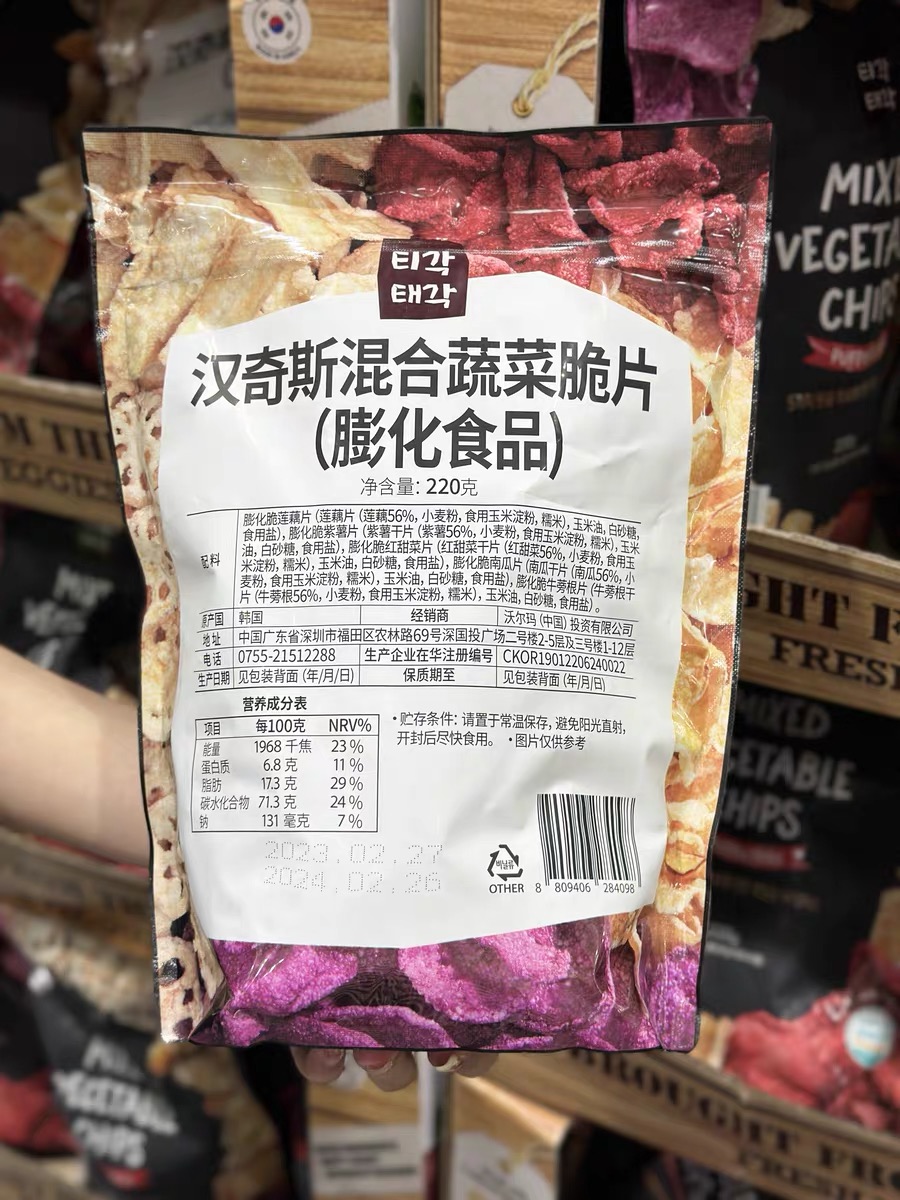 티각
태각
汉奇斯混合蔬菜脆片
(膨化食品)
净含量: 220克
配料
膨化脆莲藕片 (莲藕片 (莲藕56%, 小麦粉, 食用玉米淀粉, 糯米), 玉米油, 白砂糖,
食用盐), 膨化脆紫薯片 (紫薯干片 (紫薯56%, 小麦粉, 食用玉米淀粉, 糯米), 玉米
油, 白砂糖, 食用盐), 膨化脆红甜菜片 (红甜菜干片 (红甜菜56%, 小麦粉, 食用玉
米淀粉, 糯米), 玉米油, 白砂糖, 食用盐), 膨化脆南瓜片 (南瓜干片 (南瓜56%, 小
麦粉, 食用玉米淀粉, 糯米), 玉米油, 白砂糖, 食用盐), 膨化脆牛蒡根片 (牛蒡根干
片 (牛蒡根56%, 小麦粉, 食用玉米淀粉, 糯米), 玉米油, 白砂糖, 食用盐) 。
原产国 韩国 经销商 沃尔玛 (中国) 投资有限公司
地址 中国广东省深圳市福田区农林路69号深国投广场二号楼2-5层及三号楼1-12层
电话 0755-21512288 生产企业在华注册编号 CKOR19012206240022
生产日期 见包装背面 (年/月/日) 保质期至 见包装背面 (年/月/日)
营养成分表
项目 每100克 NRV%
能量 1968 千焦 23 %
蛋白质 6.8 克 11 %
脂肪 17.3 克 29 %
碳水化合物 71.3 克 24 %
钠 131 毫克 7 %
• 贮存条件: 请置于常温保存, 避免阳光直射,
开封后尽快食用。 • 图片仅供参考
2023.02.27
2024.02.26
비닐류
OTHER
8 809406 284098
티각
태각
MIXED
VEGETA
CHIPS
M TH
EGGIES
GHT F
FRESH
MIXED
GETABLE
CHIPS
ROUGHT FRO
FRES
VEGETABLE
CHIPS